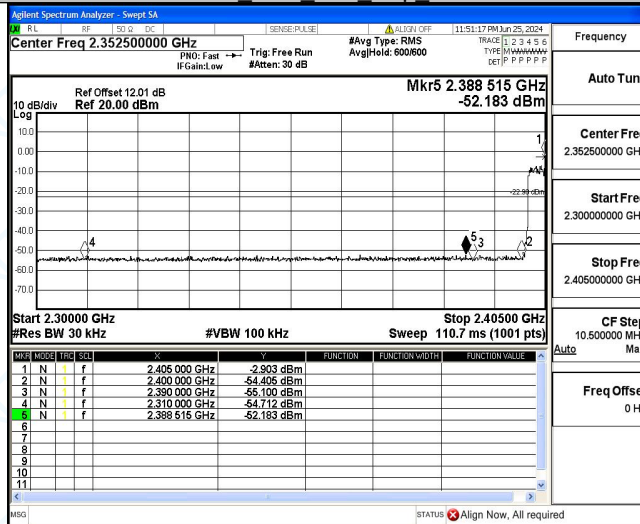 Agilent Spectrum Analyzer - Swept SA
RL RF 50 Ω DC SENSE:PULSE ALIGN OFF 11:51:17 PM Jun 25, 2024
Center Freq 2.352500000 GHz
PNO: Fast
IFGain:Low
Trig: Free Run
#Atten: 30 dB
#Avg Type: RMS
Avg|Hold: 600/600
TRACE 1 2 3 4 5 6
TYPE M
DET P P P P P P
Ref Offset 12.01 dB
Ref 20.00 dBm
10 dB/div
Log
Mkr5 2.388 515 GHz
-52.183 dBm
10.0
0.00
-10.0
-20.0
-30.0
-40.0
-50.0
-60.0
-70.0
1
-22.90 dBm
4
5
3
2
Start 2.30000 GHz Stop 2.40500 GHz
#Res BW 30 kHz #VBW 100 kHz Sweep 110.7 ms (1001 pts)
MKR MODE TRC SCL X Y FUNCTION FUNCTION WIDTH FUNCTION VALUE
1 N 1 f 2.405 000 GHz -2.903 dBm
2 N 1 f 2.400 000 GHz -54.405 dBm
3 N 1 f 2.390 000 GHz -55.100 dBm
4 N 1 f 2.310 000 GHz -54.712 dBm
5 N 1 f 2.388 515 GHz -52.183 dBm
6
7
8
9
10
11
MSG STATUS Align Now, All required
Frequency
Auto Tun
Center Fre
2.352500000 GH
Start Fre
2.300000000 GH
Stop Fre
2.405000000 GH
CF Ste
10.500000 MH
Auto Ma
Freq Offse
0 H